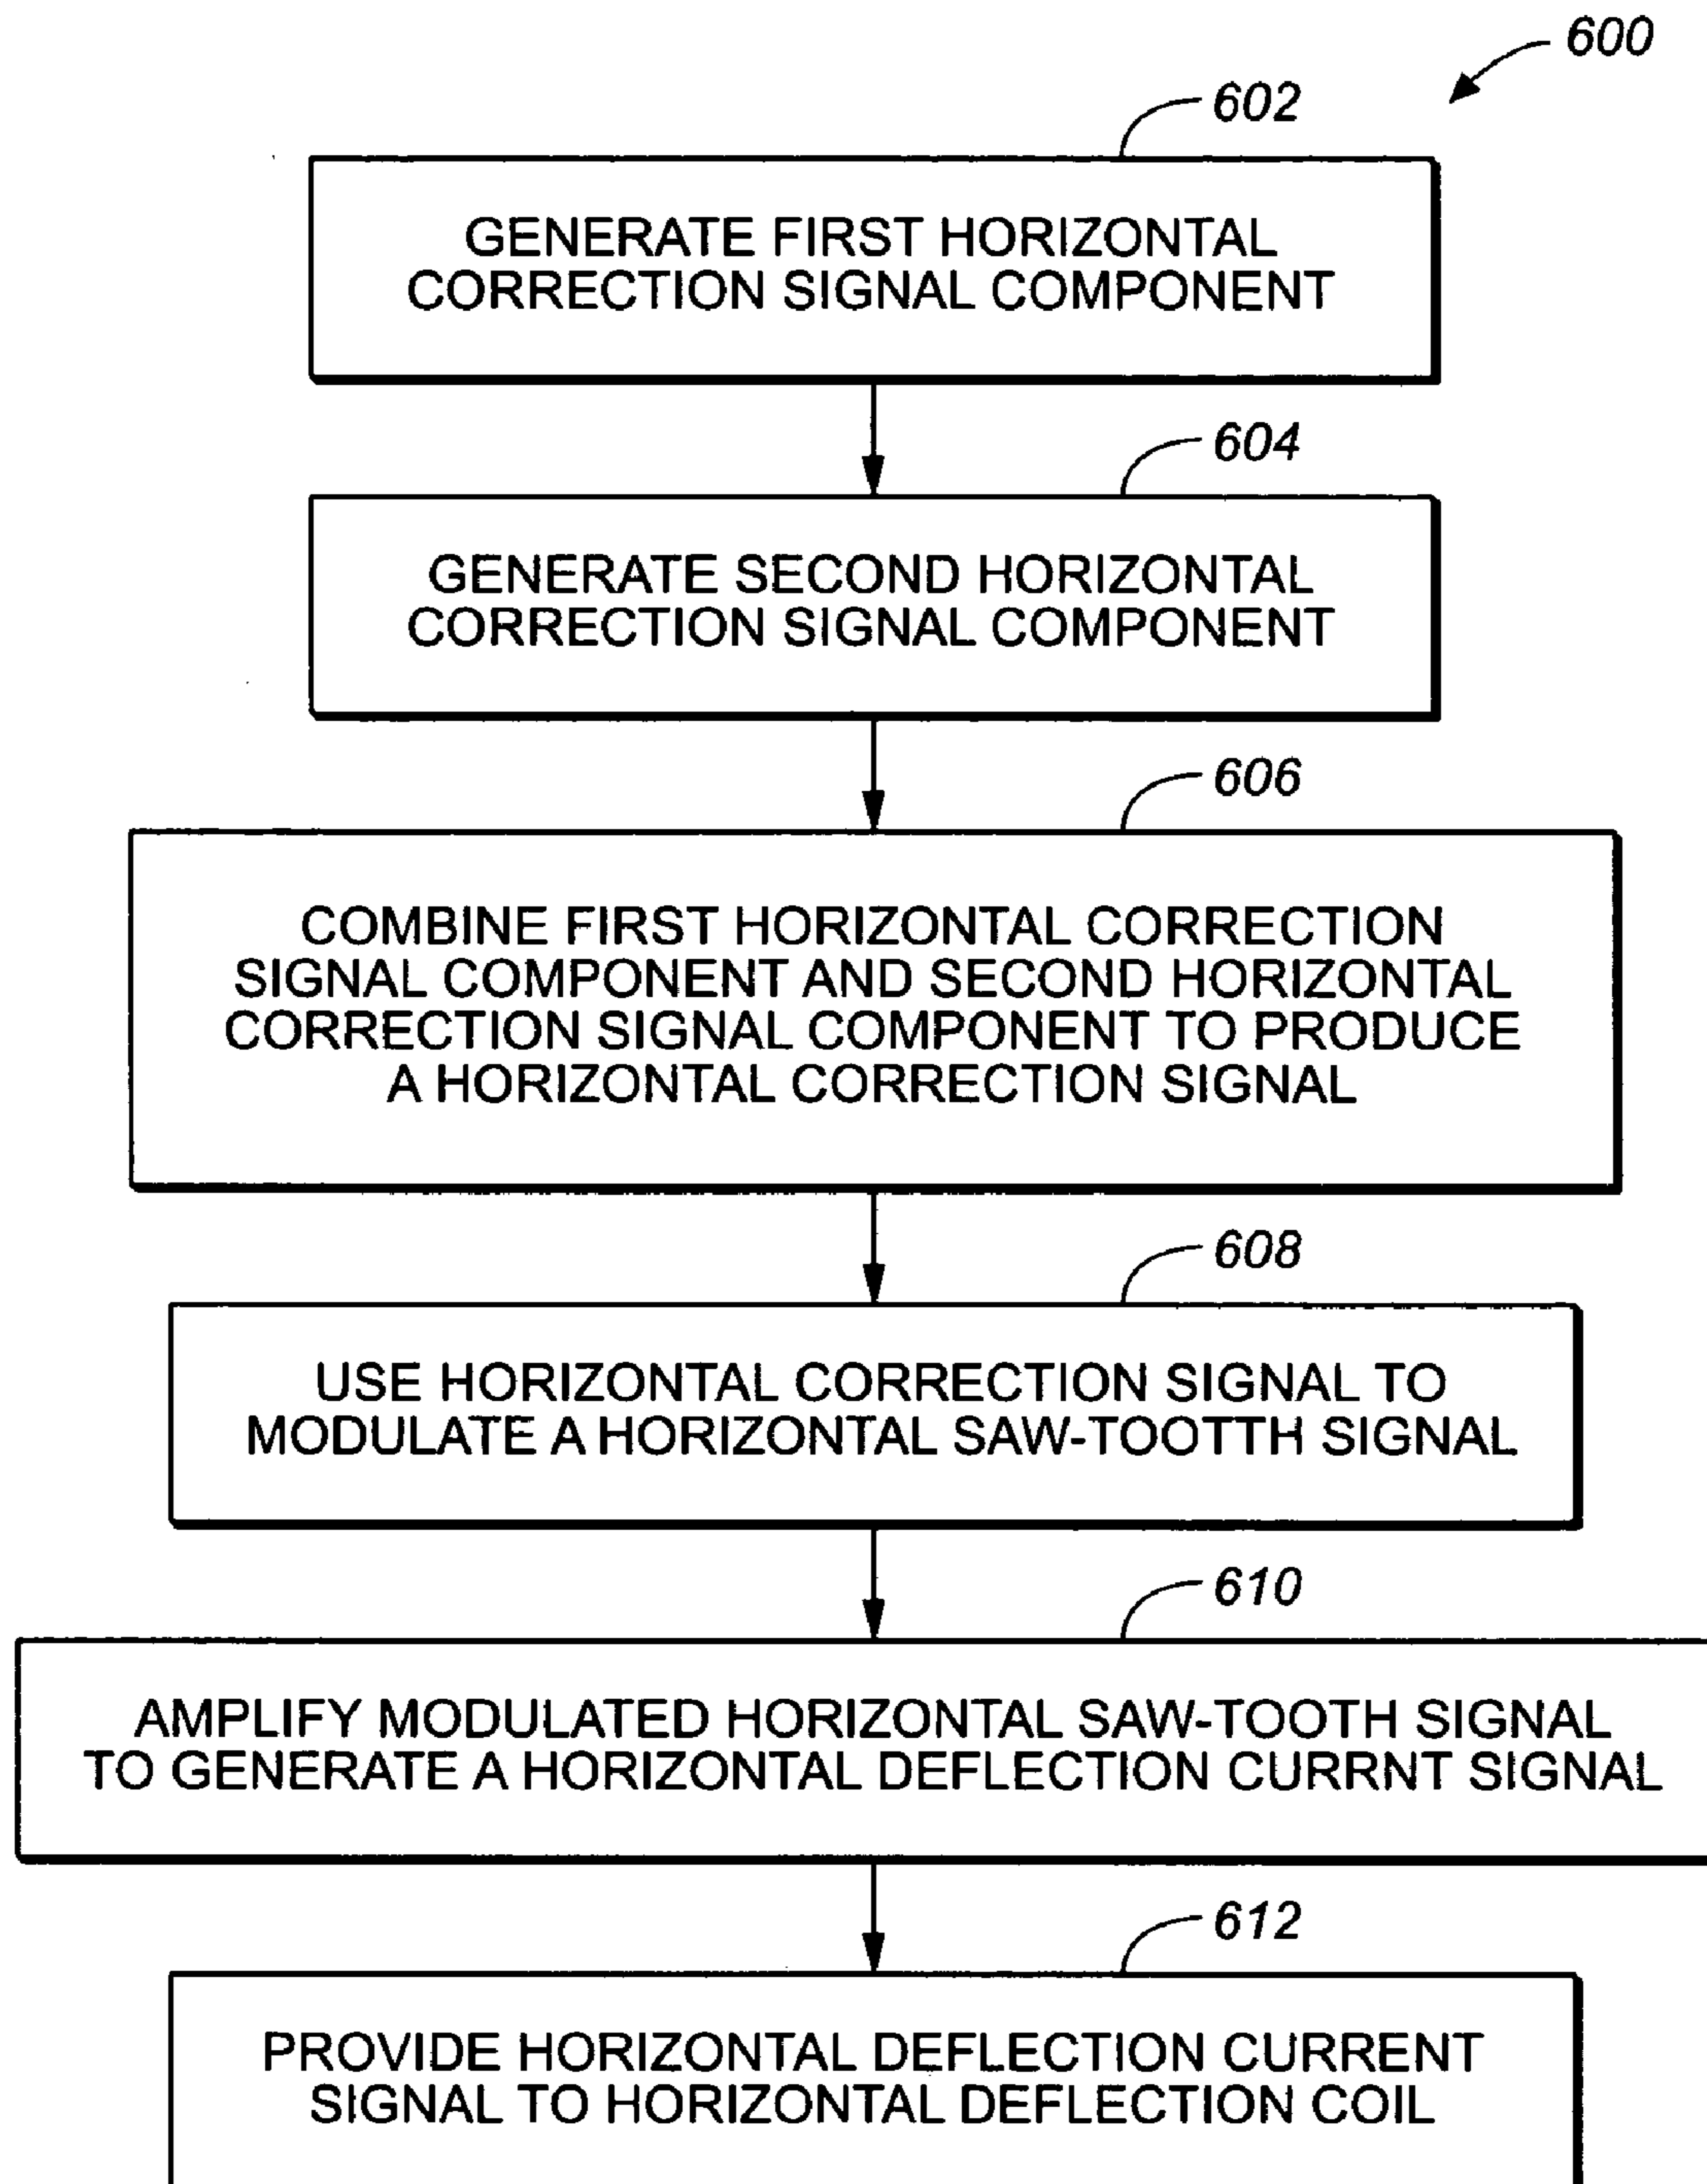 600
602
GENERATE FIRST HORIZONTAL
CORRECTION SIGNAL COMPONENT
604
GENERATE SECOND HORIZONTAL
CORRECTION SIGNAL COMPONENT
606
COMBINE FIRST HORIZONTAL CORRECTION
SIGNAL COMPONENT AND SECOND HORIZONTAL
CORRECTION SIGNAL COMPONENT TO PRODUCE
A HORIZONTAL CORRECTION SIGNAL
608
USE HORIZONTAL CORRECTION SIGNAL TO
MODULATE A HORIZONTAL SAW-TOOTTH SIGNAL
610
AMPLIFY MODULATED HORIZONTAL SAW-TOOTH SIGNAL
TO GENERATE A HORIZONTAL DEFLECTION CURRNT SIGNAL
612
PROVIDE HORIZONTAL DEFLECTION CURRENT
SIGNAL TO HORIZONTAL DEFLECTION COIL